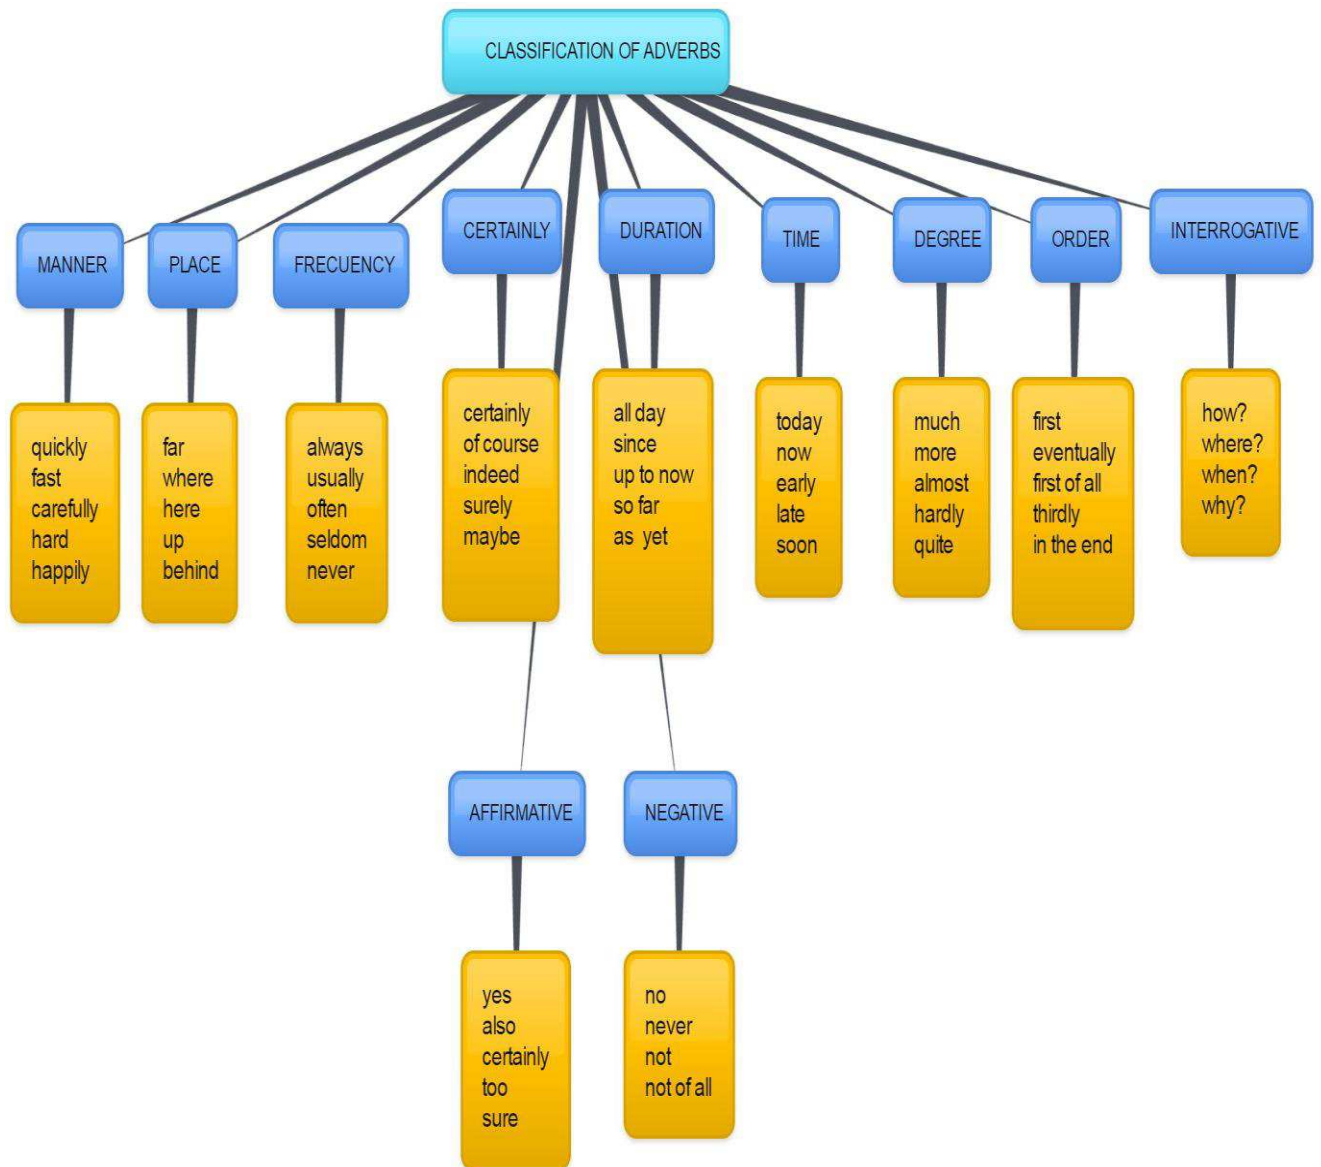 CLASSIFICATION OF ADVERBS
MANNER
quickly
fast
carefully
hard
happily
PLACE
far
where
here
up
behind
FRECUENCY
always
usually
often
seldom
never
CERTAINLY
certainly
of course
indeed
surely
maybe
DURATION
all day
since
up to now
so far
as yet
TIME
today
now
early
late
soon
DEGREE
much
more
almost
hardly
quite
ORDER
first
eventually
first of all
thirdly
in the end
INTERROGATIVE
how?
where?
when?
why?
AFFIRMATIVE
yes
also
certainly
too
sure
NEGATIVE
no
never
not
not of all